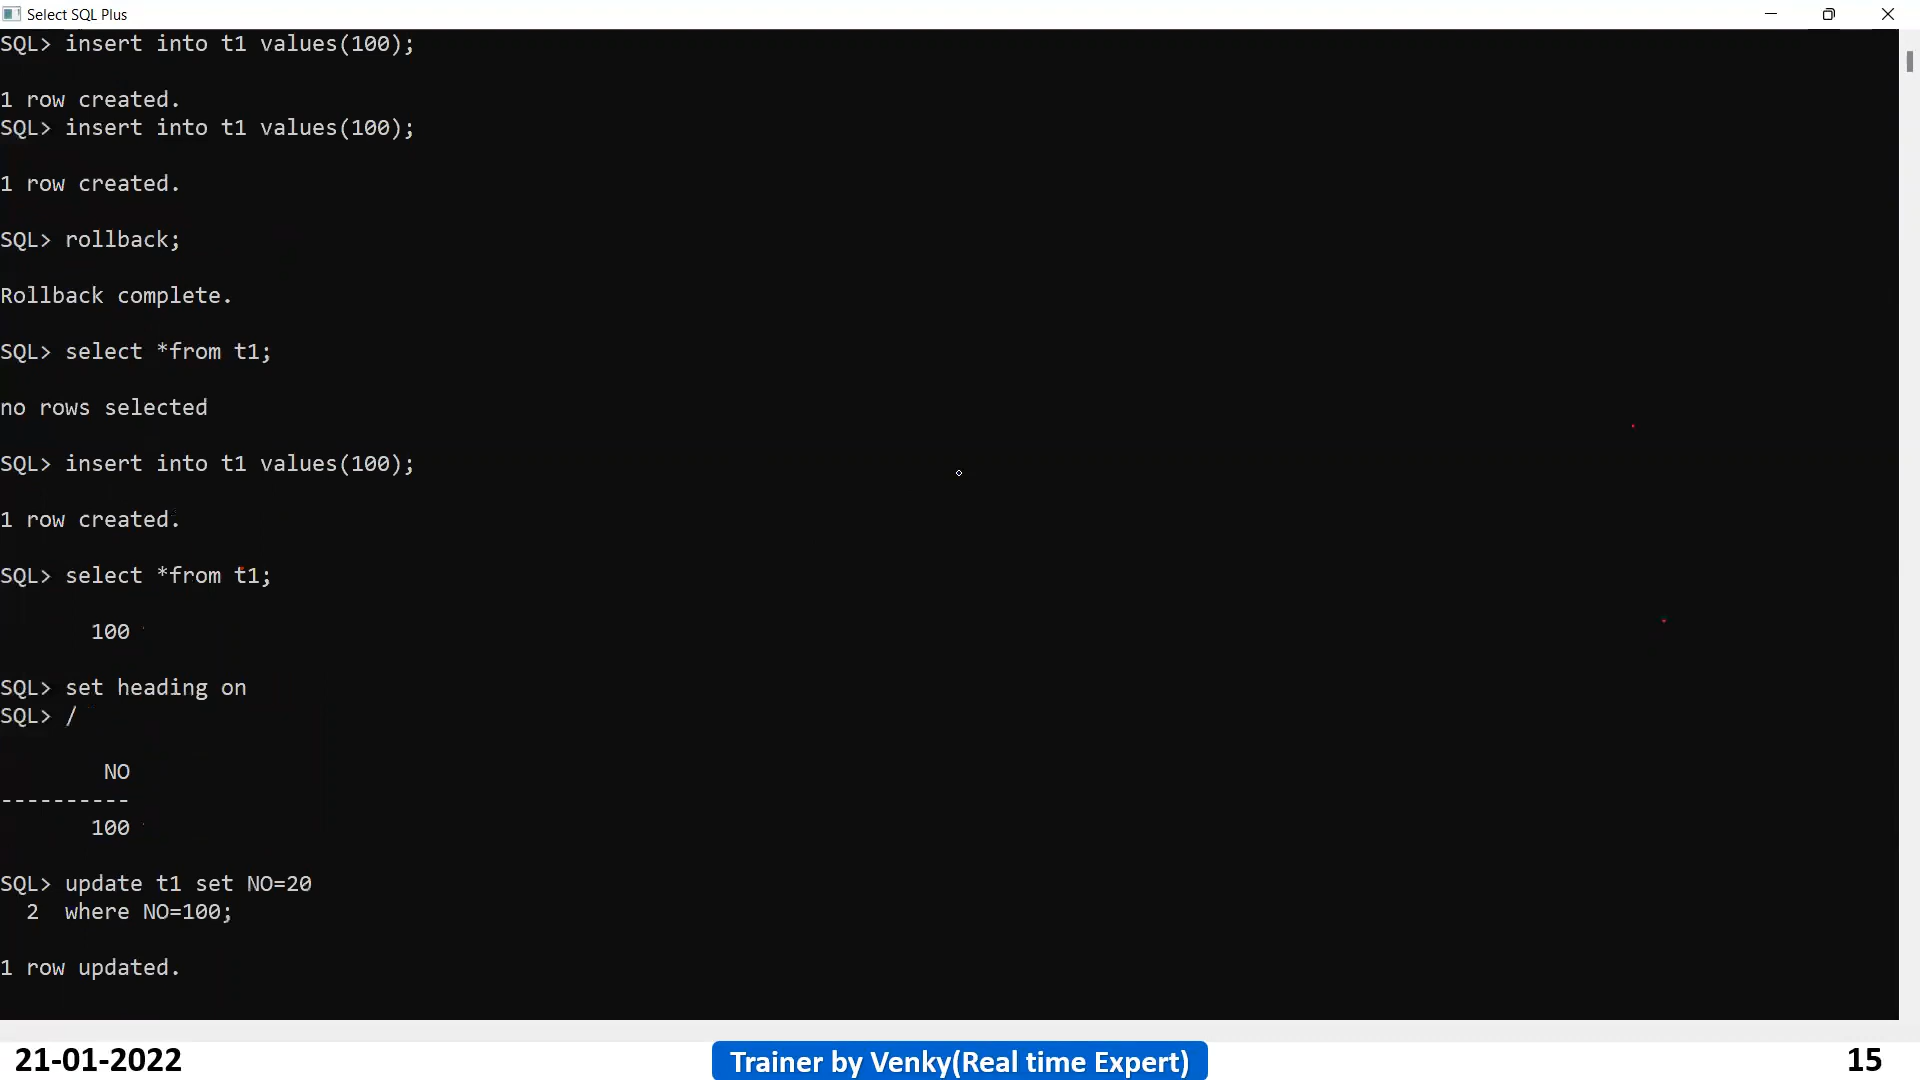 Select SQL Plus
SQL> insert into t1 values(100);
1 row created.
SQL> insert into t1 values(100);
1 row created.
SQL> rollback;
Rollback complete.
SQL> select *from t1;
no rows selected
SQL> insert into t1 values(100);
1 row created.
SQL> select *from t1;
100
SQL> set heading on
SQL> /
NO
----------
100
SQL> update t1 set NO=20
2 where NO=100;
1 row updated.
21-01-2022
Trainer by Venky(Real time Expert)
15